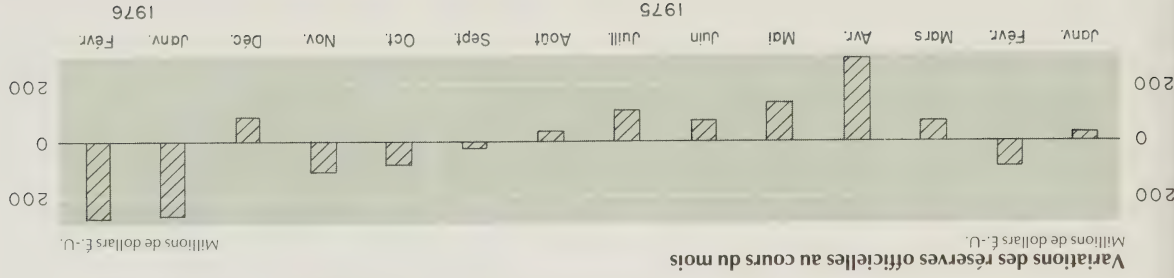 Variations des réserves officielles au cours du mois
Millions de dollars É.-U. Millions de dollars É.-U.
200 200
0 0
200 200
Janv. Févr. Mars Avr. Mai Juin Juill. Août Sept. Oct. Nov. Déc. Janv. Févr.
1975 1976